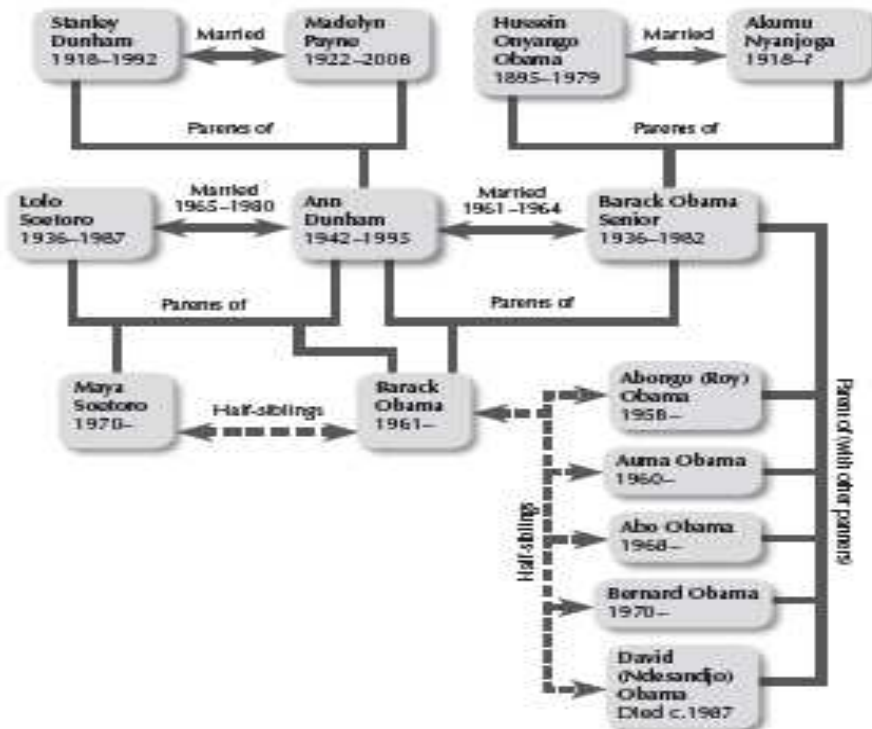 Stanley
Dunham
1918–1992
Married
Madelyn
Payne
1922–2008
Hussein
Onyango
Obama
1895–1979
Married
Akumu
Nyanjoga
1918–?
Parents of
Parents of
Lolo
Soetoro
1936–1987
Married
1965–1980
Ann
Dunham
1942–1995
Married
1961–1964
Barack Obama
Senior
1936–1982
Parents of
Parents of
Maya
Soetoro
1970–
Half-siblings
Barack
Obama
1961–
Half-siblings
Abongo (Roy)
Obama
1958–
Auma Obama
1960–
Abo Obama
1968–
Bernard Obama
1970–
David
(Ndesandjo)
Obama
Died c.1987
Parent of (with other partners)